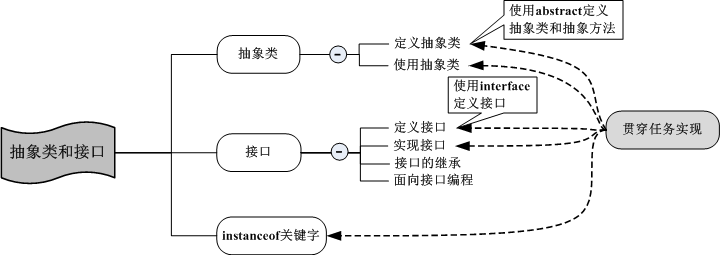 使用abstract定义
抽象类和抽象方法
抽象类
定义抽象类
使用抽象类
使用interface
定义接口
抽象类和接口
接口
定义接口
实现接口
接口的继承
面向接口编程
贯穿任务实现
instanceof关键字